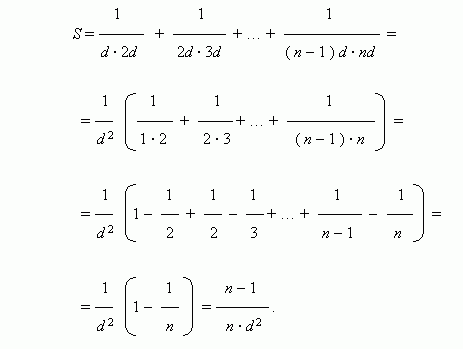 S = 1/(d · 2d) + 1/(2d · 3d) + ... + 1/((n − 1) d · nd) =
= 1/d² (1/(1 · 2) + 1/(2 · 3) + ... + 1/((n − 1) · n)) =
= 1/d² (1 − 1/2 + 1/2 − 1/3 + ... + 1/(n − 1) − 1/n) =
= 1/d² (1 − 1/n) = (n − 1)/(n · d²) .